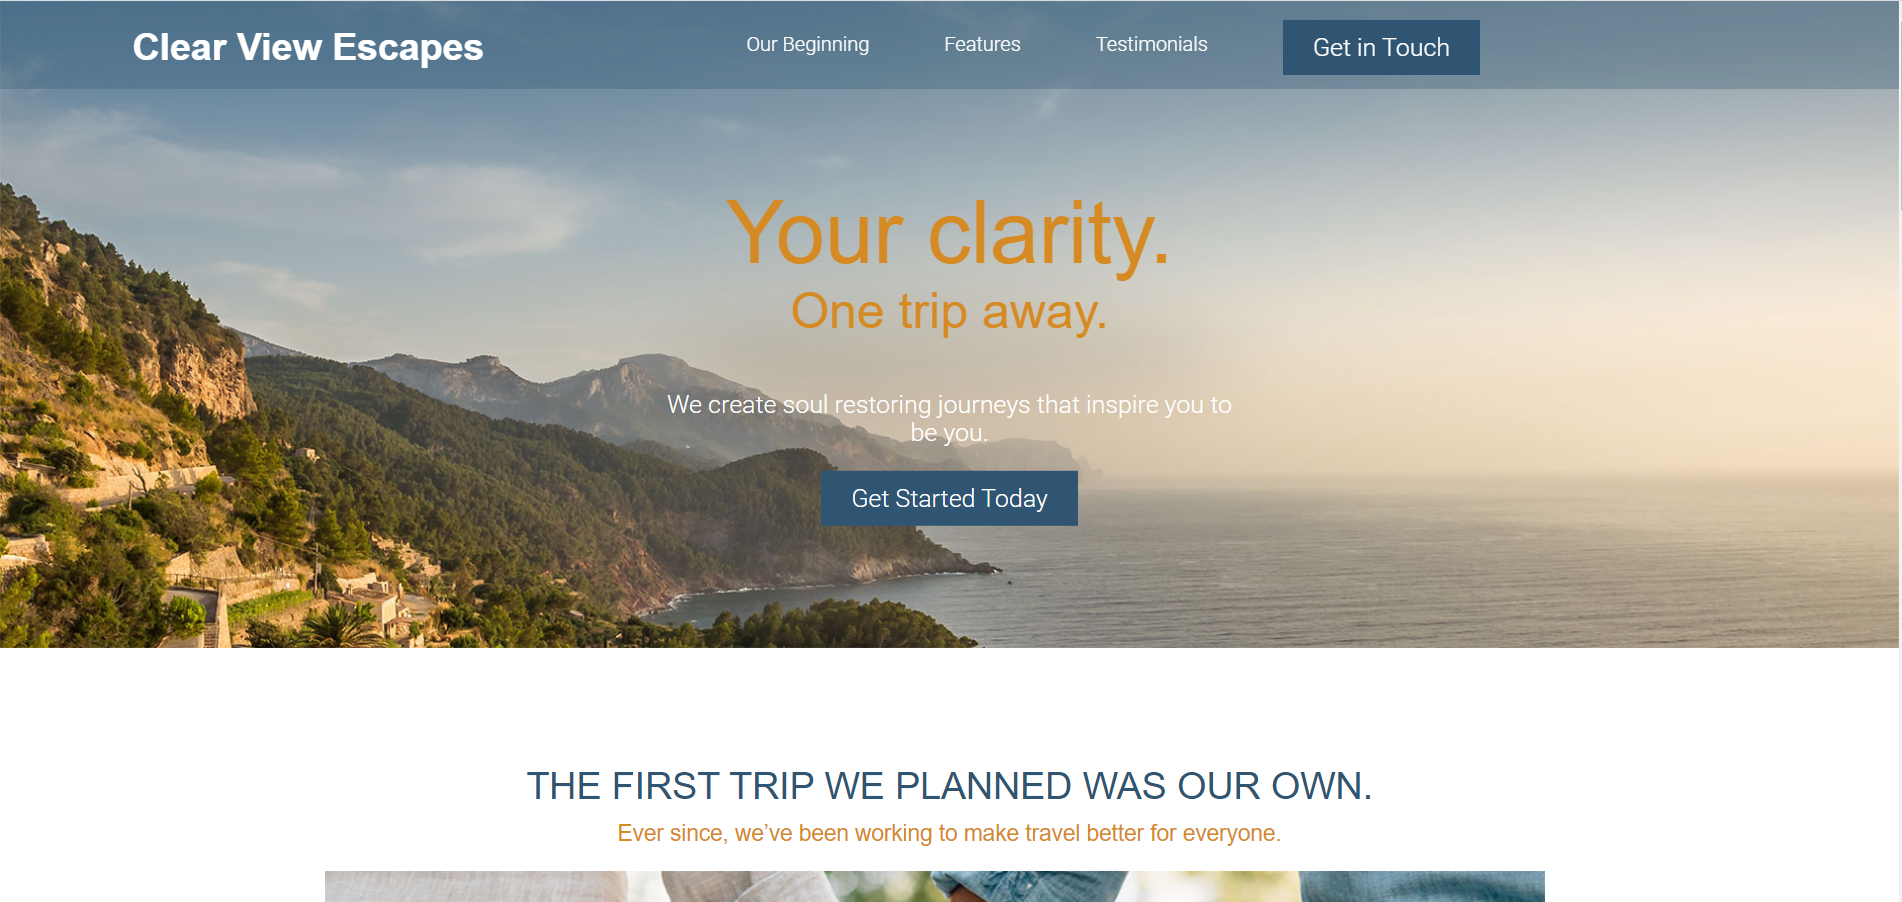 Clear View Escapes
Our Beginning
Features
Testimonials
Get in Touch
Your clarity.
One trip away.
We create soul restoring journeys that inspire you to
be you.
Get Started Today
THE FIRST TRIP WE PLANNED WAS OUR OWN.
Ever since, we’ve been working to make travel better for everyone.